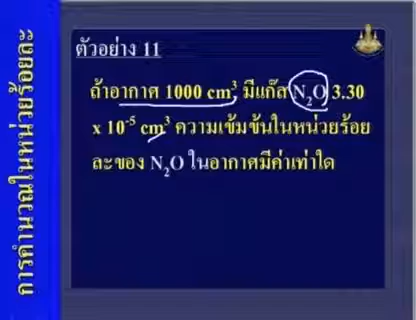 การคำนวณในหน่วยร้อยละ
ตัวอย่าง 11
ถ้าอากาศ 1000 cm³ มีแก๊ส N₂O 3.30
x 10⁻⁵ cm³ ความเข้มข้นในหน่วยร้อย
ละของ N₂O ในอากาศมีค่าเท่าใด